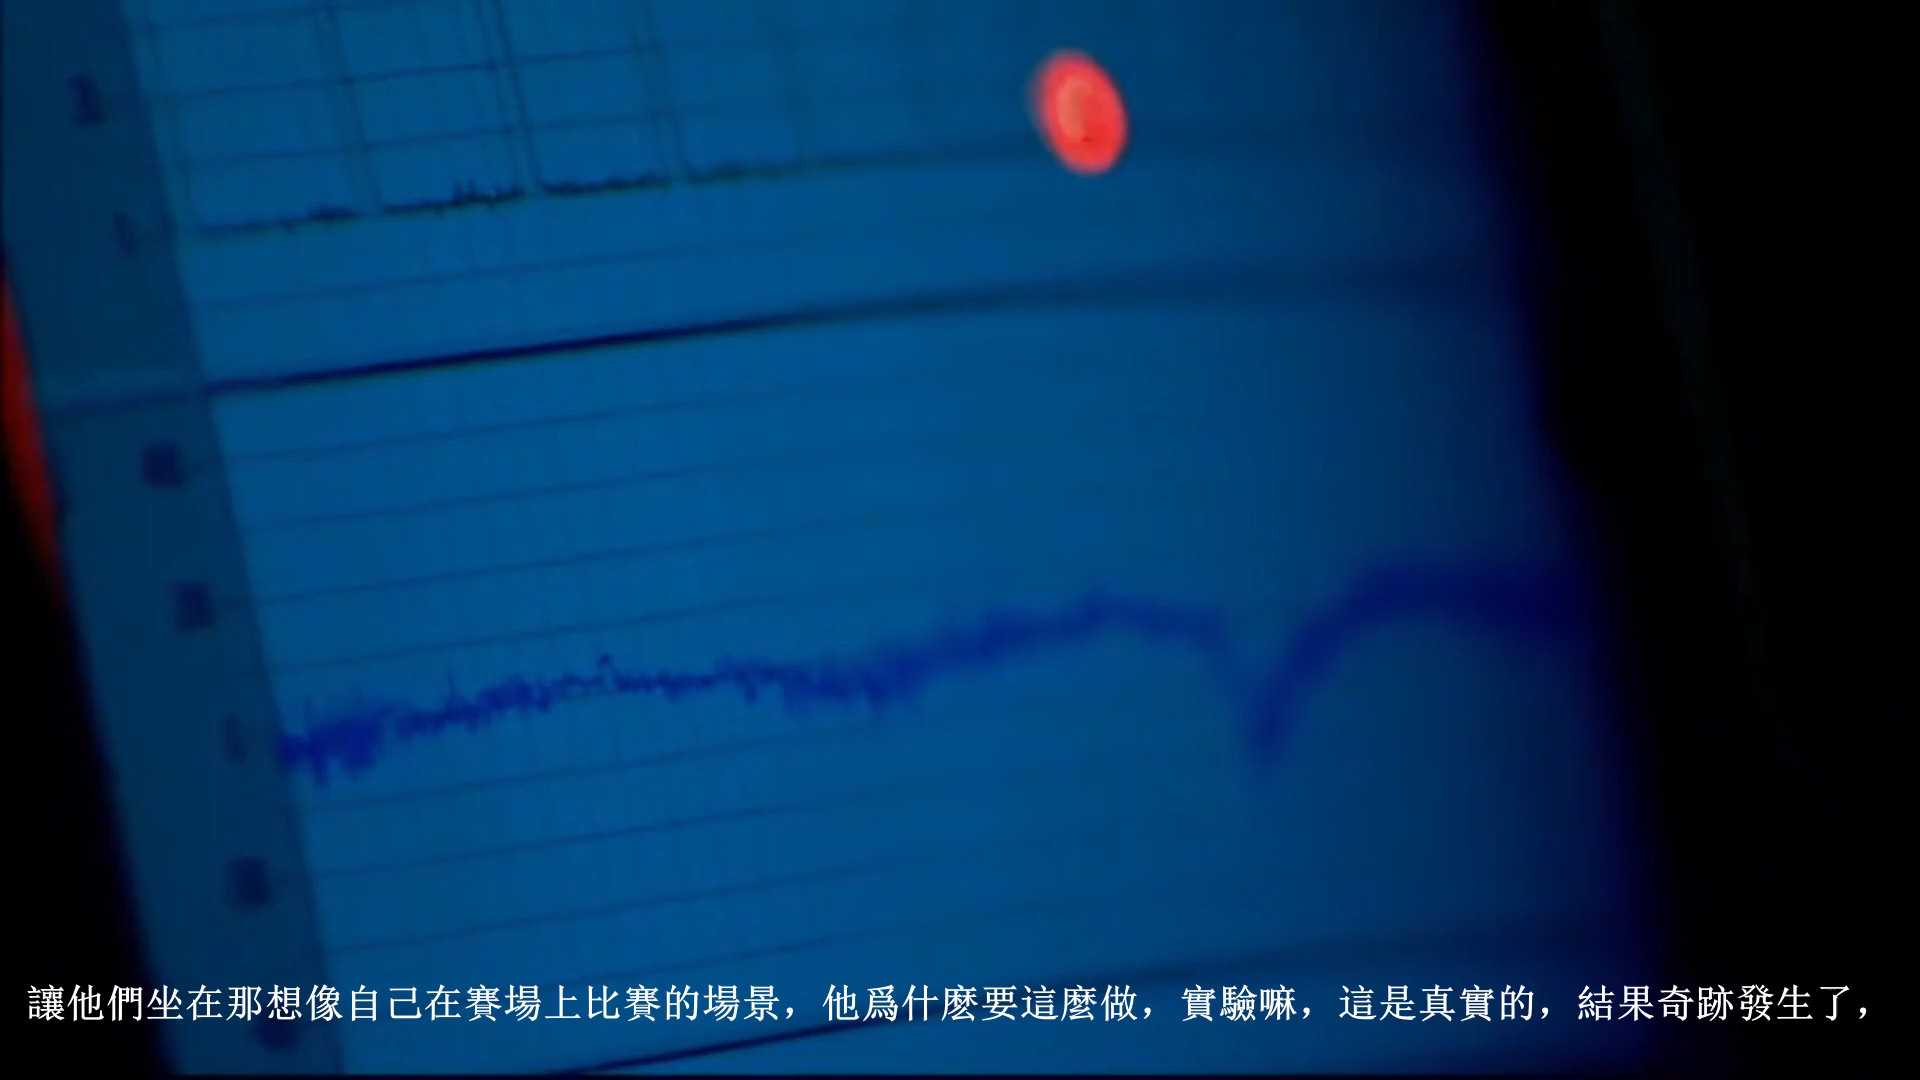 讓他們坐在那想像自己在賽場上比賽的場景，他爲什麽要這麼做，實驗嘛，這是真實的，結果奇跡發生了，